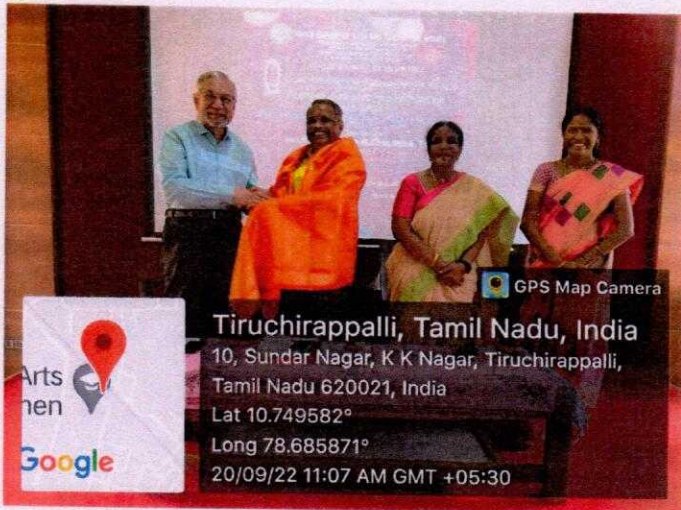 GPS Map Camera
Tiruchirappalli, Tamil Nadu, India
10, Sundar Nagar, K K Nagar, Tiruchirappalli,
Tamil Nadu 620021, India
Lat 10.749582°
Long 78.685871°
20/09/22 11:07 AM GMT +05:30
Arts
men
Google